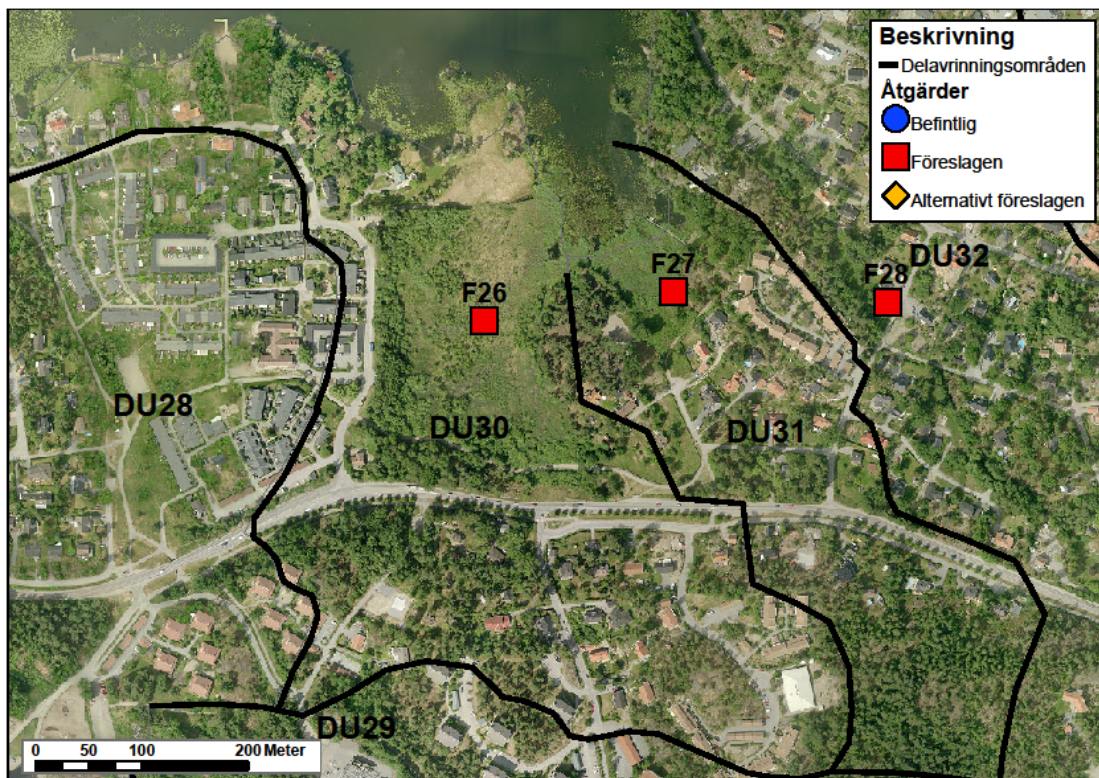 Beskrivning
Delavrinningsområden
Åtgärder
Befintlig
Föreslagen
Alternativt föreslagen
DU32
F27
F28
F26
DU28
DU30
DU31
DU29
0 50 100 200 Meter